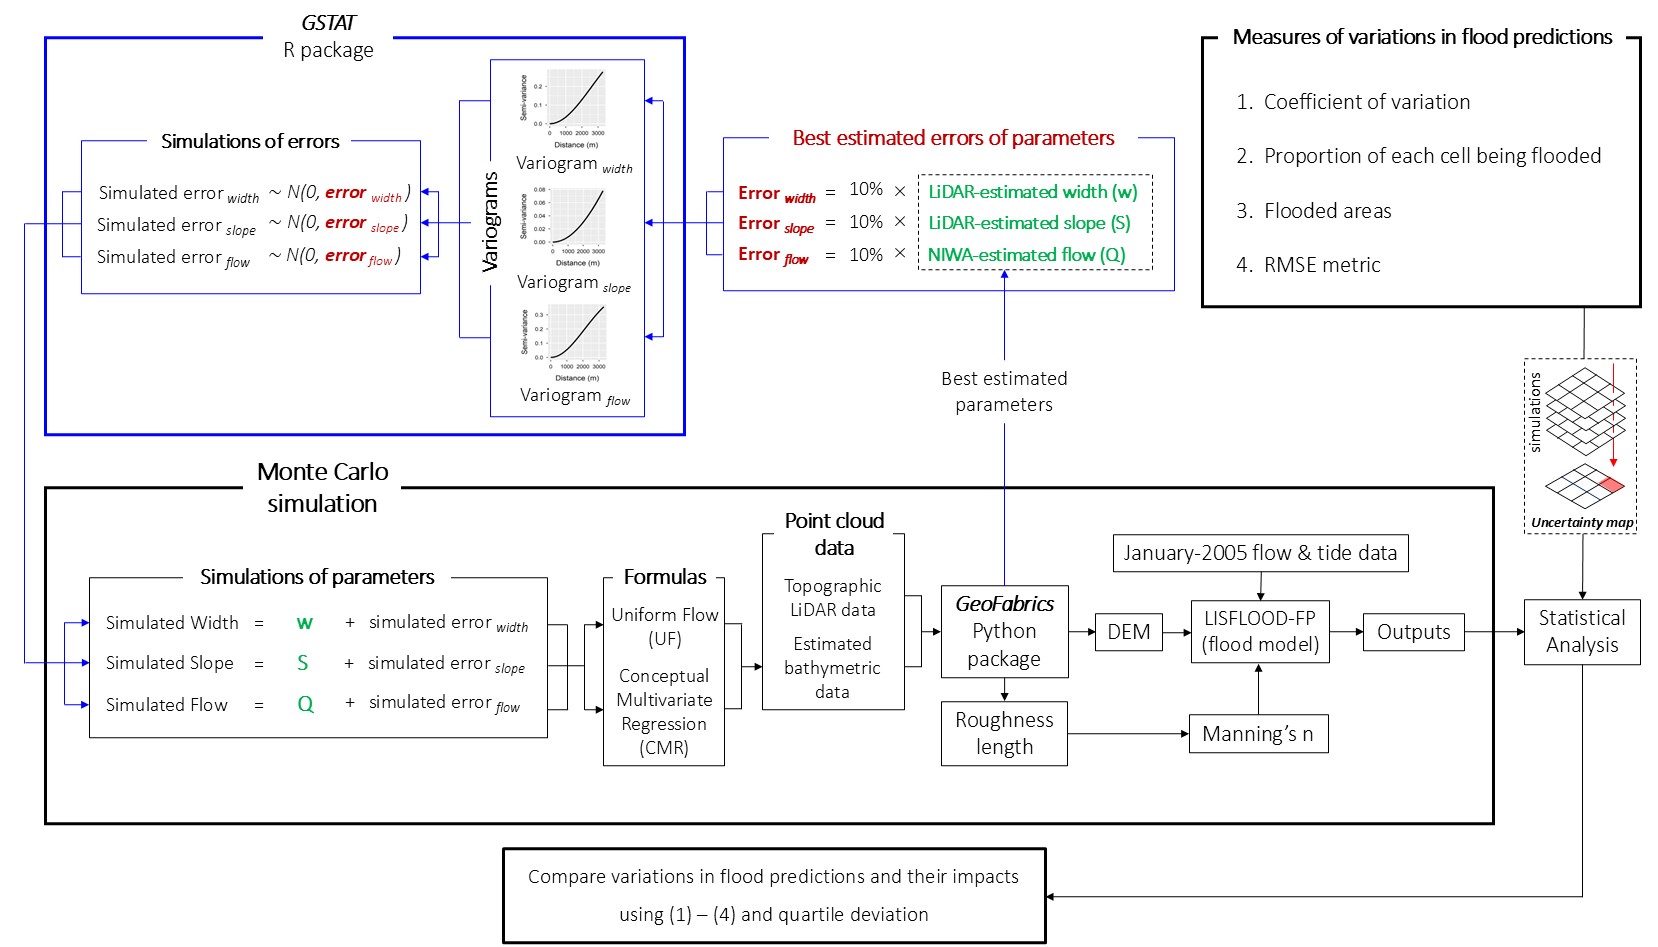 GSTAT
R package
Simulations of errors
Simulated error width ~ N(0, error width )
Simulated error slope ~ N(0, error slope )
Simulated error flow ~ N(0, error flow )
Variograms
Semi-variance
0.2
0.1
0.0
0 1000 2000 3000
Distance (m)
Variogram width
Semi-variance
0.08
0.06
0.04
0.02
0.00
0 1000 2000 3000
Distance (m)
Variogram slope
Semi-variance
0.3
0.2
0.1
0.0
0 1000 2000 3000
Distance (m)
Variogram flow
Best estimated errors of parameters
Error width = 10% × LiDAR-estimated width (w)
Error slope = 10% × LiDAR-estimated slope (S)
Error flow = 10% × NIWA-estimated flow (Q)
Best estimated
parameters
Measures of variations in flood predictions
1. Coefficient of variation
2. Proportion of each cell being flooded
3. Flooded areas
4. RMSE metric
simulations
Uncertainty map
Monte Carlo
simulation
Simulations of parameters
Simulated Width = w + simulated error width
Simulated Slope = S + simulated error slope
Simulated Flow = Q + simulated error flow
Formulas
Uniform Flow
(UF)
Conceptual
Multivariate
Regression
(CMR)
Point cloud
data
Topographic
LiDAR data
Estimated
bathymetric
data
GeoFabrics
Python
package
Roughness
length
DEM
January-2005 flow & tide data
LISFLOOD-FP
(flood model)
Manning's n
Outputs
Statistical
Analysis
Compare variations in flood predictions and their impacts
using (1) – (4) and quartile deviation